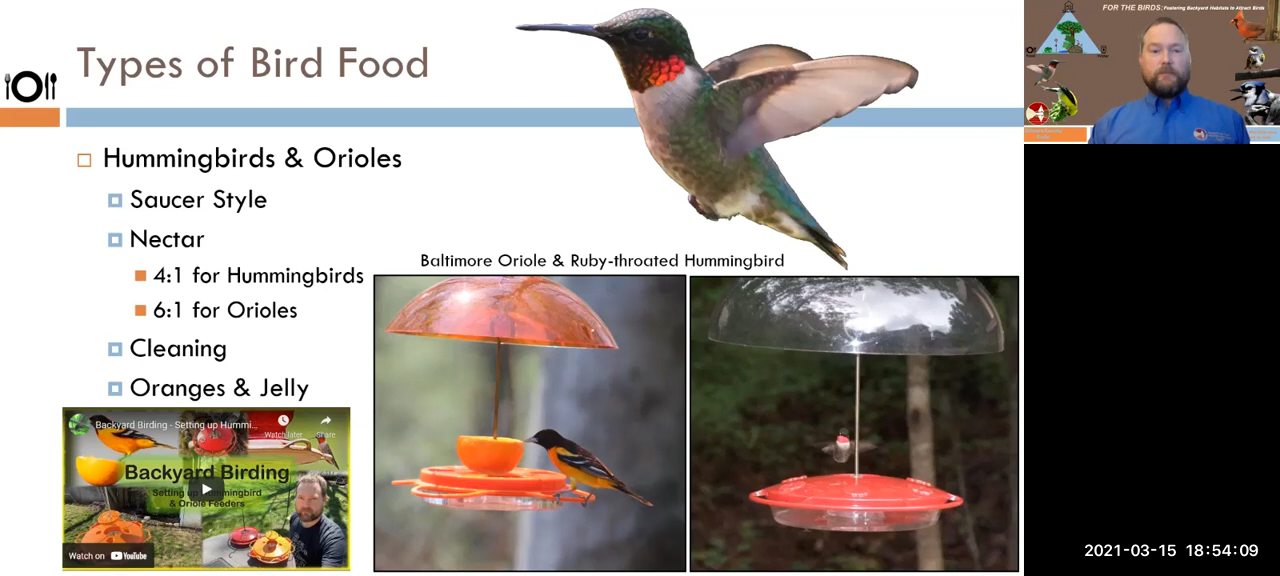 Types of Bird Food
Hummingbirds & Orioles
Saucer Style
Nectar
4:1 for Hummingbirds
6:1 for Orioles
Cleaning
Oranges & Jelly
Baltimore Oriole & Ruby-throated Hummingbird
Backyard Birding - Setting up Hummi...
Watch later
Share
Backyard Birding
Setting up Hummingbird
& Oriole Feeders
Watch on YouTube
FOR THE BIRDS: Fostering Backyard Habitats to Attract Birds
2021-03-15 18:54:09